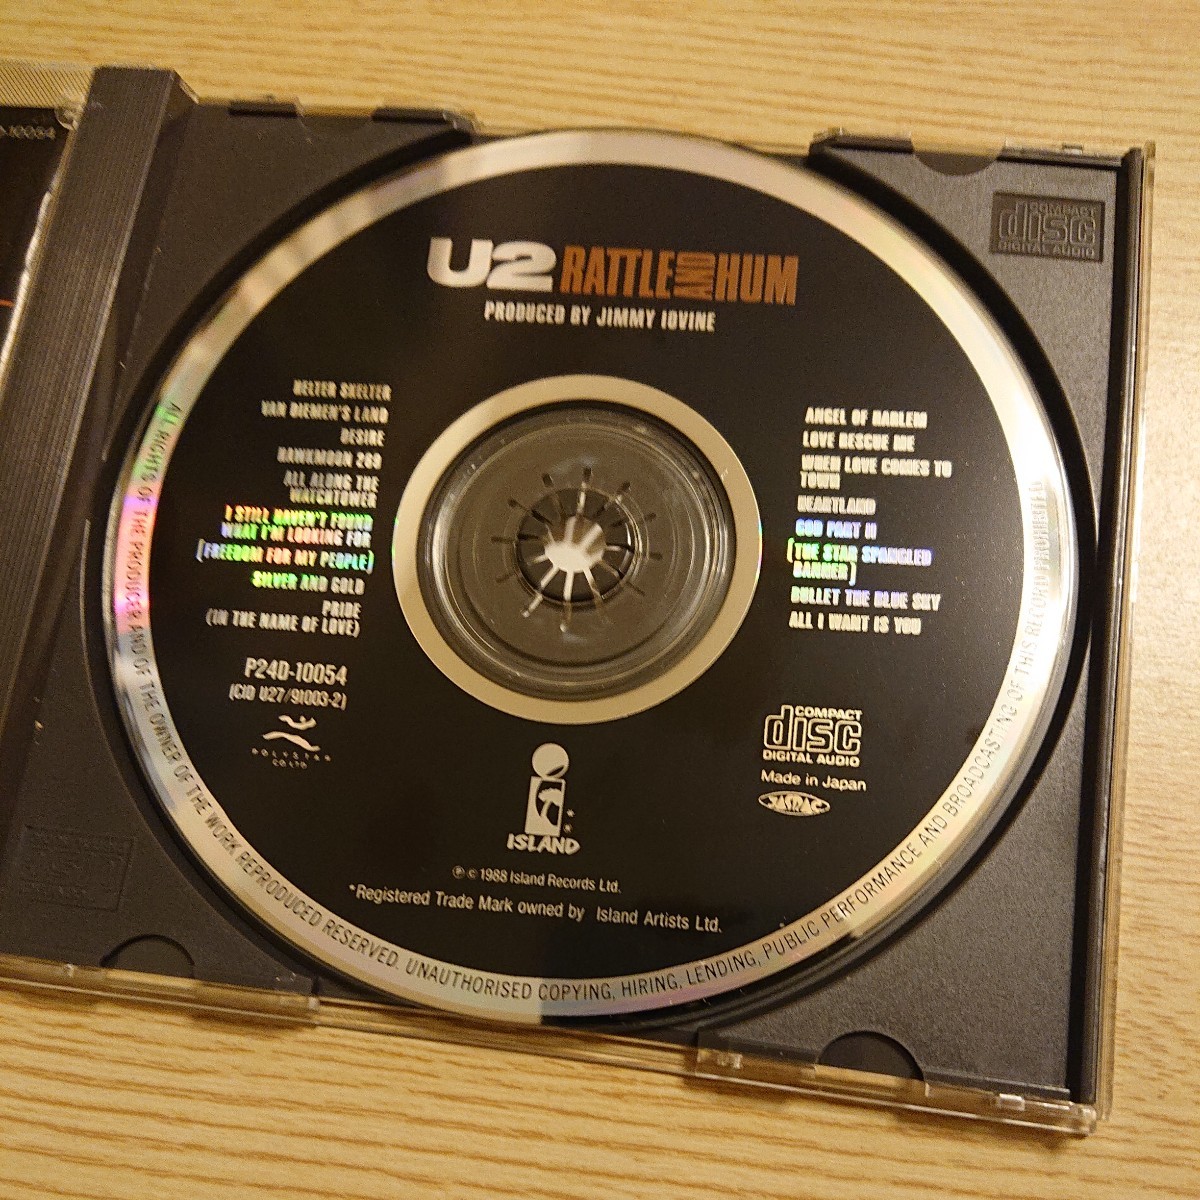 -10054
COMPACT
disc
DIGITAL AUDIO
U2 RATTLE AND HUM
PRODUCED BY JIMMY IOVINE
HELTER SKELTER
VAN DIEMEN'S LAND
DESIRE
HAWKMOON 269
ALL ALONG THE
WATCHTOWER
I STILL HAVEN'T FOUND
WHAT I'M LOOKING FOR
[FREEDOM FOR MY PEOPLE]
SILVER AND GOLD
PRIDE
(IN THE NAME OF LOVE)
ANGEL OF HARLEM
LOVE RESCUE ME
WHEN LOVE COMES TO
TOWN
HEARTLAND
GOD PART II
[THE STAR SPANGLED
BANNER]
BULLET THE BLUE SKY
ALL I WANT IS YOU
P24D-10054
(CID U27/91003-2)
POLYSTAR
CO.LTD
COMPACT
disc
DIGITAL AUDIO
Made in Japan
JASRAC
ISLAND
℗ © 1988 Island Records Ltd.
*Registered Trade Mark owned by Island Artists Ltd.
ALL RIGHTS OF THE PRODUCER AND OF THE OWNER OF THE WORK REPRODUCED RESERVED. UNAUTHORISED COPYING, HIRING, LENDING, PUBLIC PERFORMANCE AND BROADCASTING OF THIS RECORD PROHIBITED